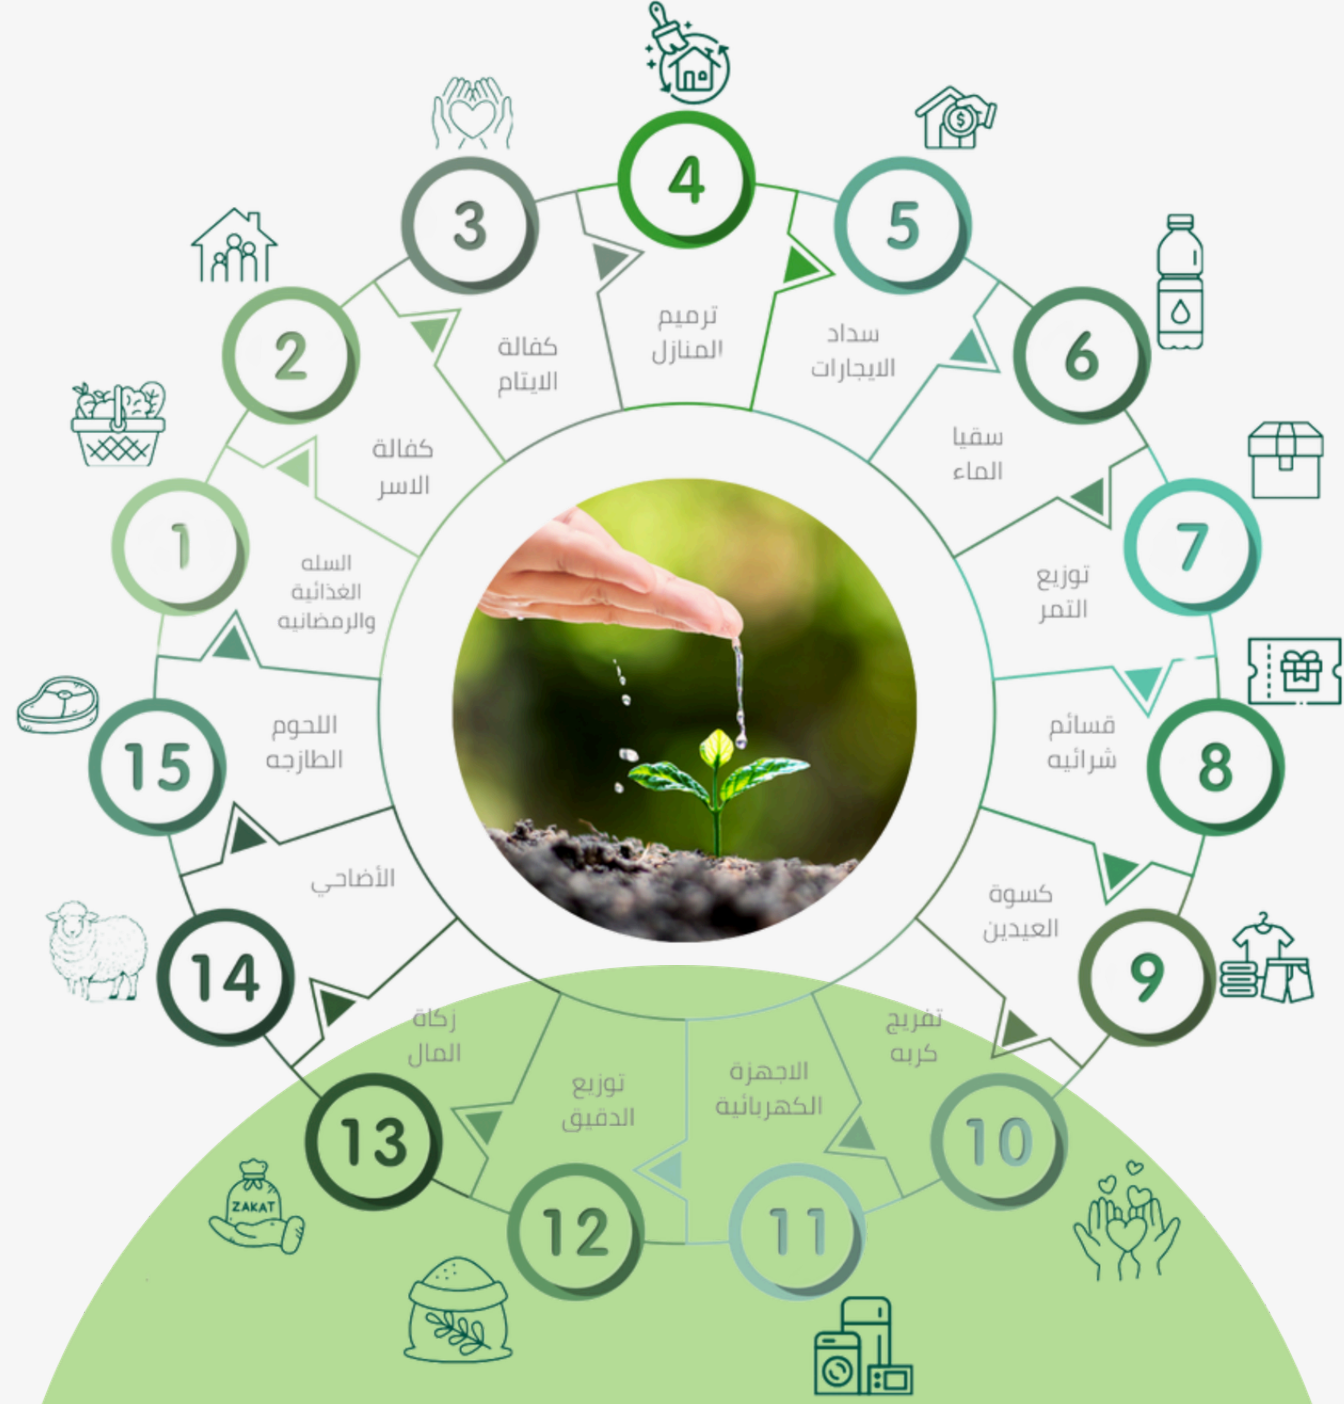 1
السله
الغذائية
والرمضانيه
2
كفالة
الاسر
3
كفالة
الايتام
4
ترميم
المنازل
5
سداد
الايجارات
6
سقيا
الماء
7
توزيع
التمر
8
قسائم
شرائيه
9
كسوة
العيدين
10
تفريج
كربه
11
الاجهزة
الكهربائية
12
توزيع
الدقيق
13
زكاة
المال
ZAKAT
14
الأضاحي
15
اللحوم
الطازجه
$